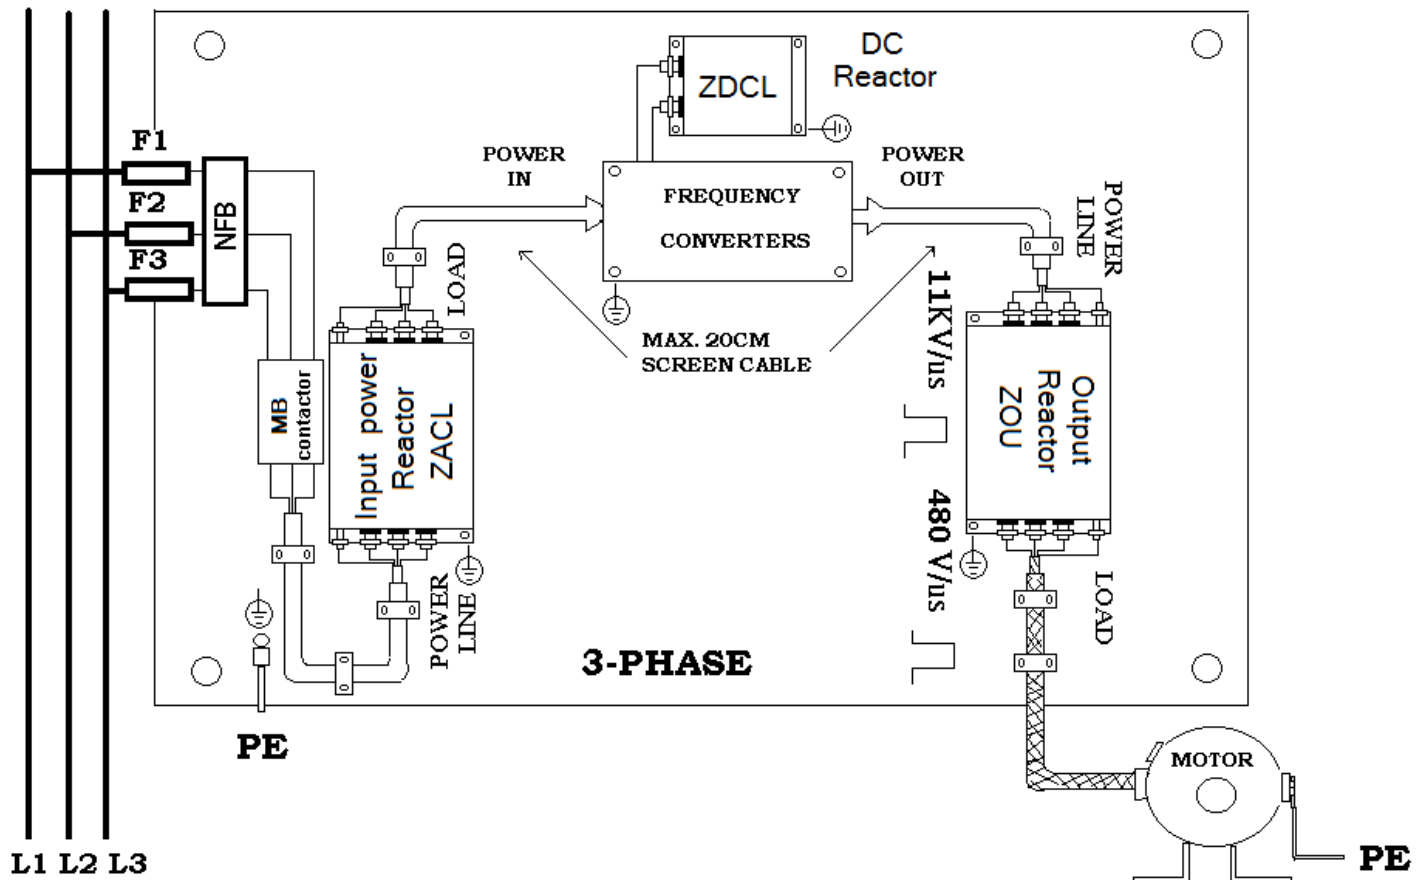 DC
Reactor
ZDCL
F1
F2
F3
NFB
POWER
IN
FREQUENCY
CONVERTERS
POWER
OUT
POWER
LINE
LOAD
MAX. 20CM
SCREEN CABLE
11KV/us
480 V/us
MB
contactor
Input power
Reactor
ZACL
Output
Reactor
ZOU
POWER
LINE
LOAD
3-PHASE
PE
MOTOR
PE
L1 L2 L3